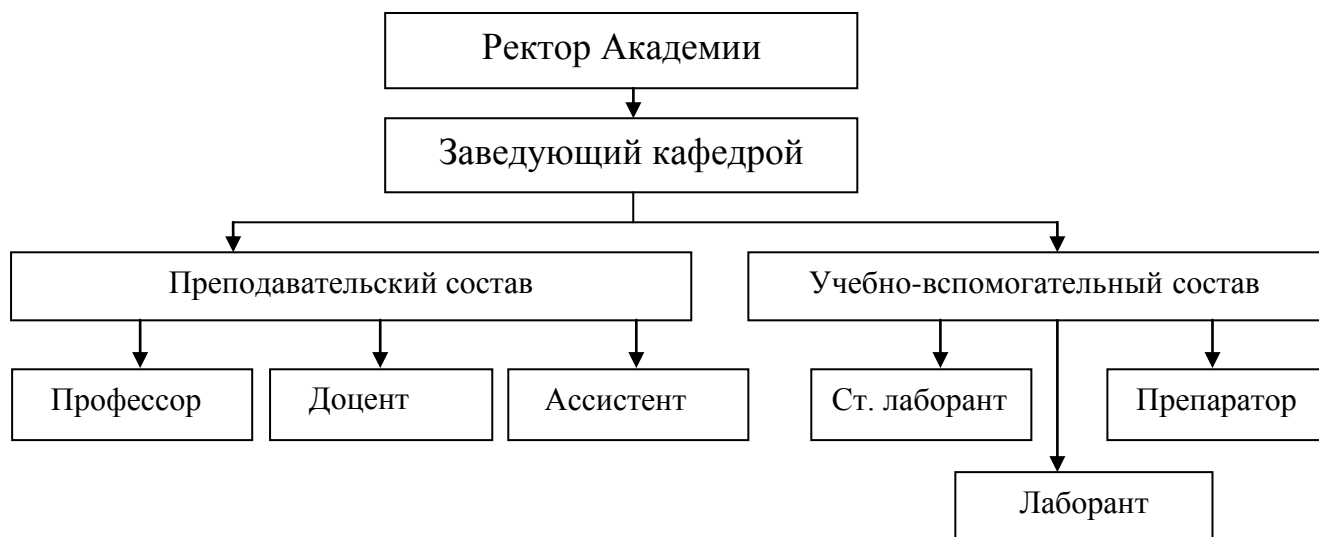 Ректор Академии
Заведующий кафедрой
Преподавательский состав
Учебно-вспомогательный состав
Профессор
Доцент
Ассистент
Ст. лаборант
Препаратор
Лаборант